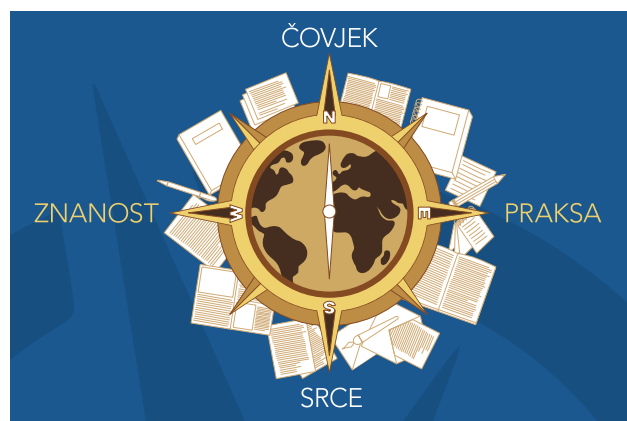 ČOVJEK
N
ZNANOST
W
E
PRAKSA
S
SRCE